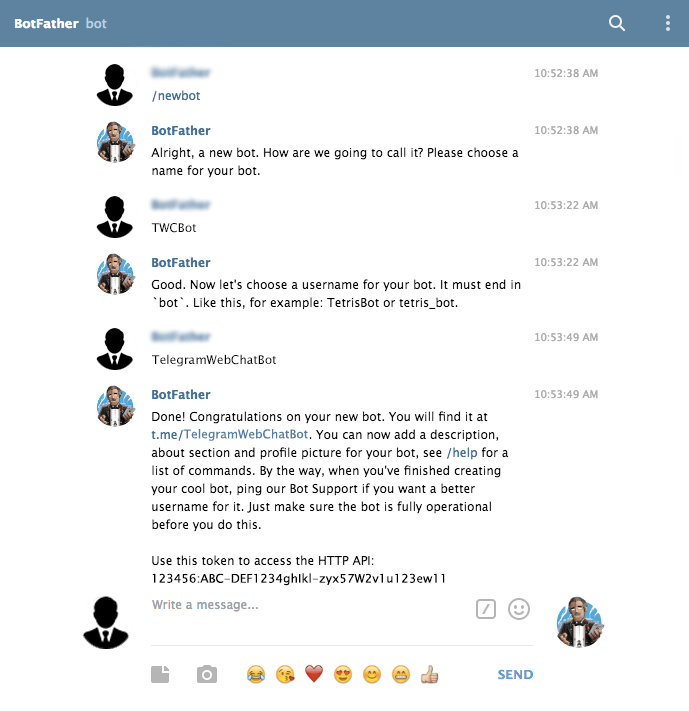 BotFather bot
10:52:38 AM
/newbot
BotFather 10:52:38 AM
Alright, a new bot. How are we going to call it? Please choose a
name for your bot.
10:53:22 AM
TWCBot
BotFather 10:53:22 AM
Good. Now let's choose a username for your bot. It must end in
`bot`. Like this, for example: TetrisBot or tetris_bot.
10:53:49 AM
TelegramWebChatBot
BotFather 10:53:49 AM
Done! Congratulations on your new bot. You will find it at
t.me/TelegramWebChatBot. You can now add a description,
about section and profile picture for your bot, see /help for a
list of commands. By the way, when you've finished creating
your cool bot, ping our Bot Support if you want a better
username for it. Just make sure the bot is fully operational
before you do this.
Use this token to access the HTTP API:
123456:ABC-DEF1234ghIkl-zyx57W2v1u123ew11
Write a message...
SEND